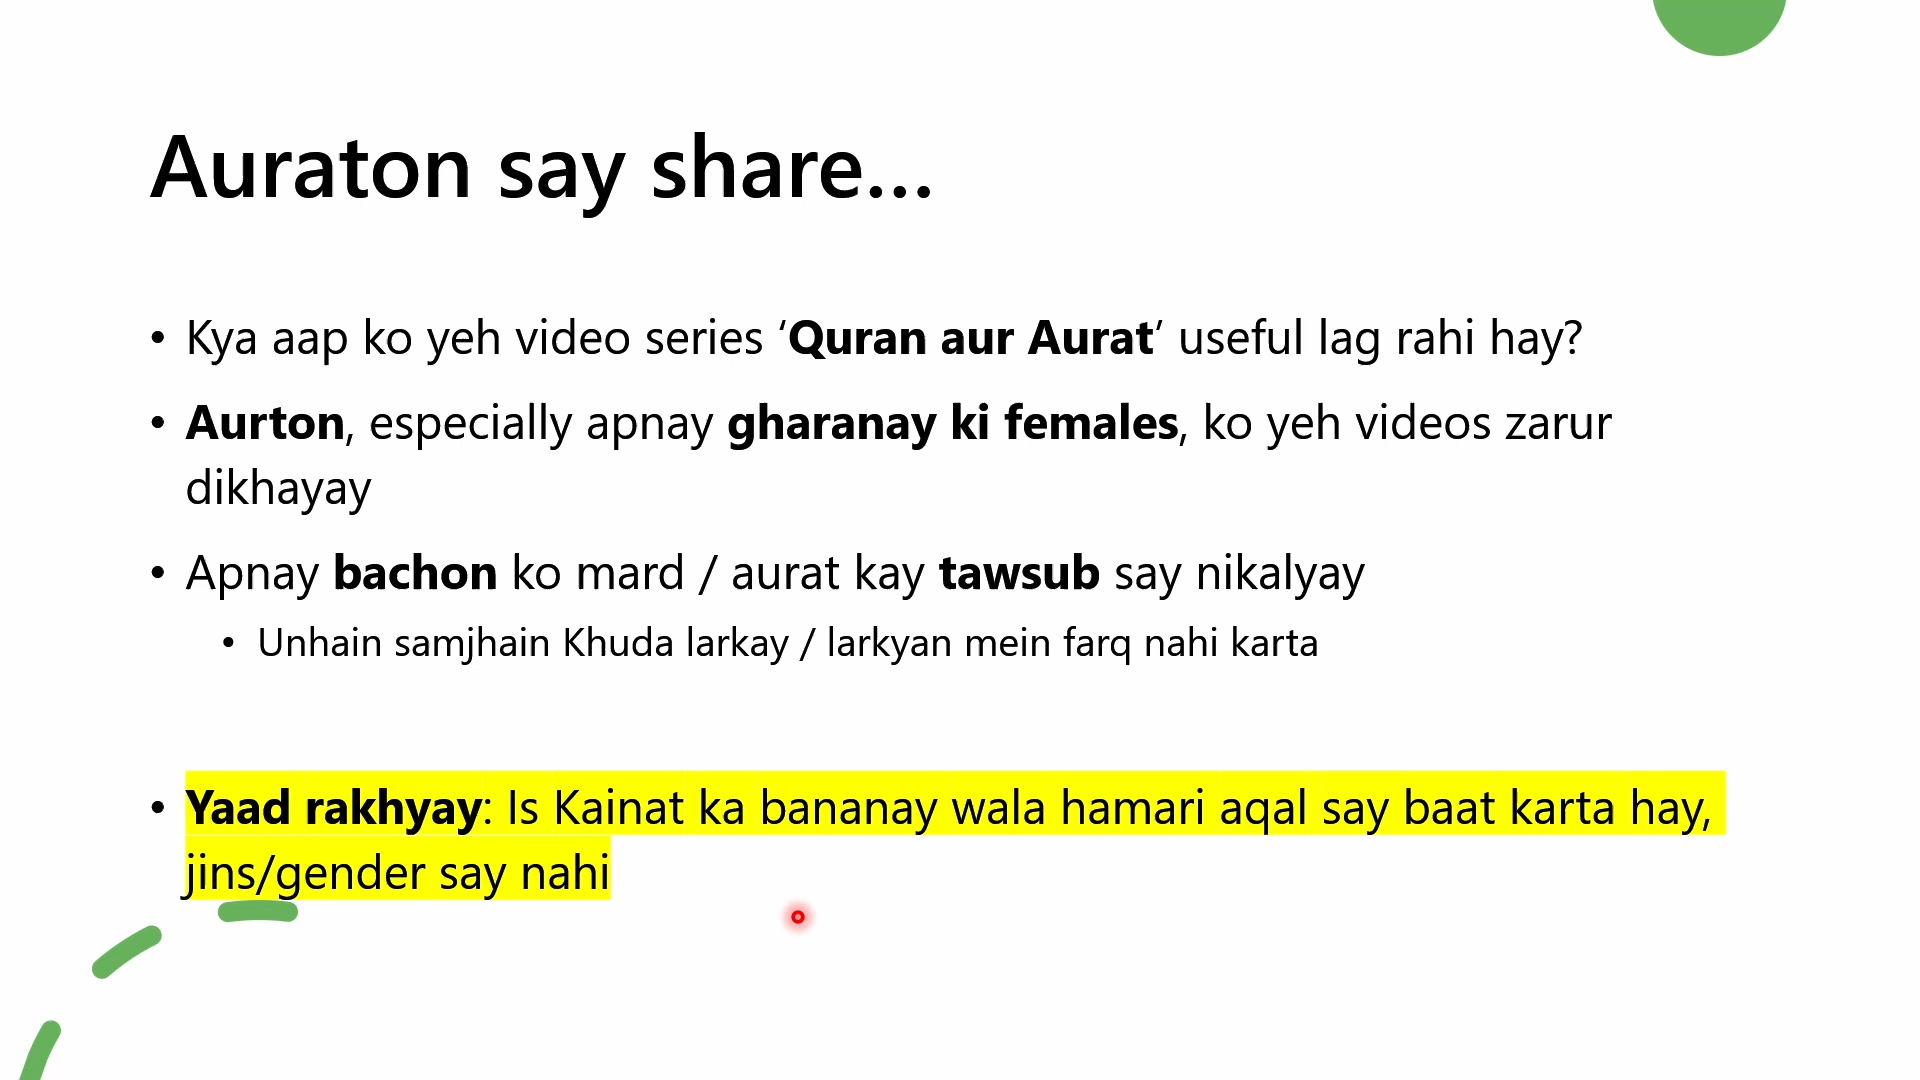 Auraton say share...
• Kya aap ko yeh video series ‘Quran aur Aurat’ useful lag rahi hay?
• Aurton, especially apnay gharanay ki females, ko yeh videos zarur
dikhayay
• Apnay bachon ko mard / aurat kay tawsub say nikalyay
• Unhain samjhain Khuda larkay / larkyan mein farq nahi karta
• Yaad rakhyay: Is Kainat ka bananay wala hamari aqal say baat karta hay,
jins/gender say nahi